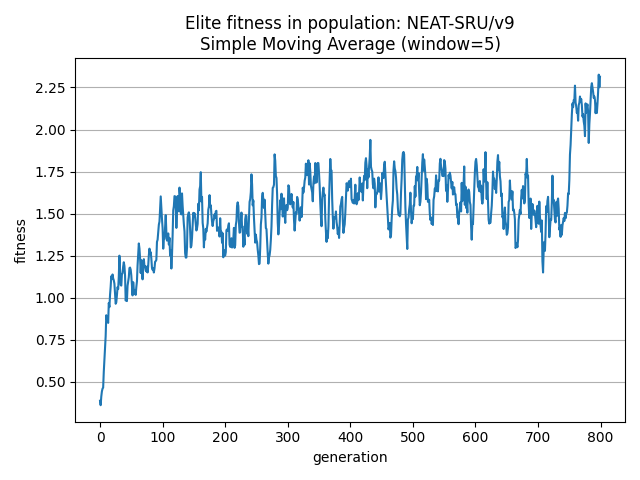 Elite fitness in population: NEAT-SRU/v9
Simple Moving Average (window=5)
2.25
2.00
1.75
1.50
1.25
1.00
0.75
0.50
fitness
0 100 200 300 400 500 600 700 800
generation